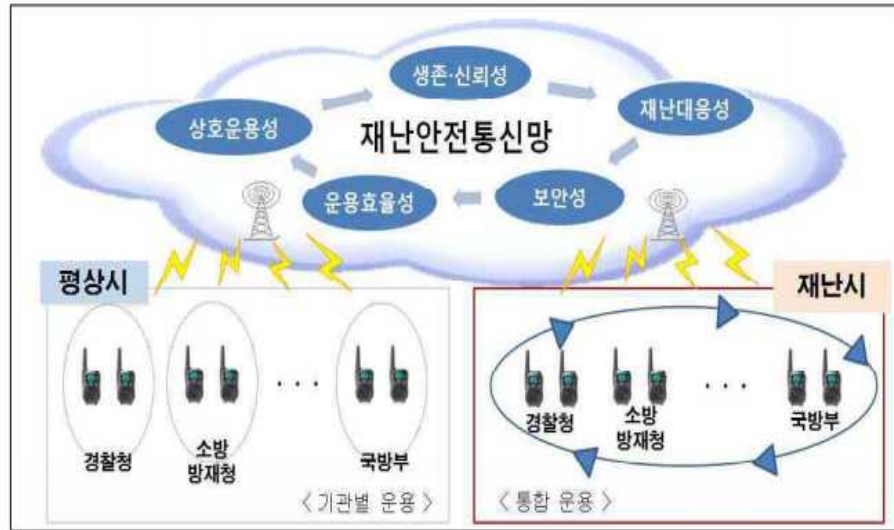 생존·신뢰성
상호운용성
재난대응성
재난안전통신망
운용효율성
보안성
평상시
재난시
경찰청
소방
방재청
· · ·
국방부
< 기관별 운용 >
경찰청
소방
방재청
· · ·
국방부
< 통합 운용 >